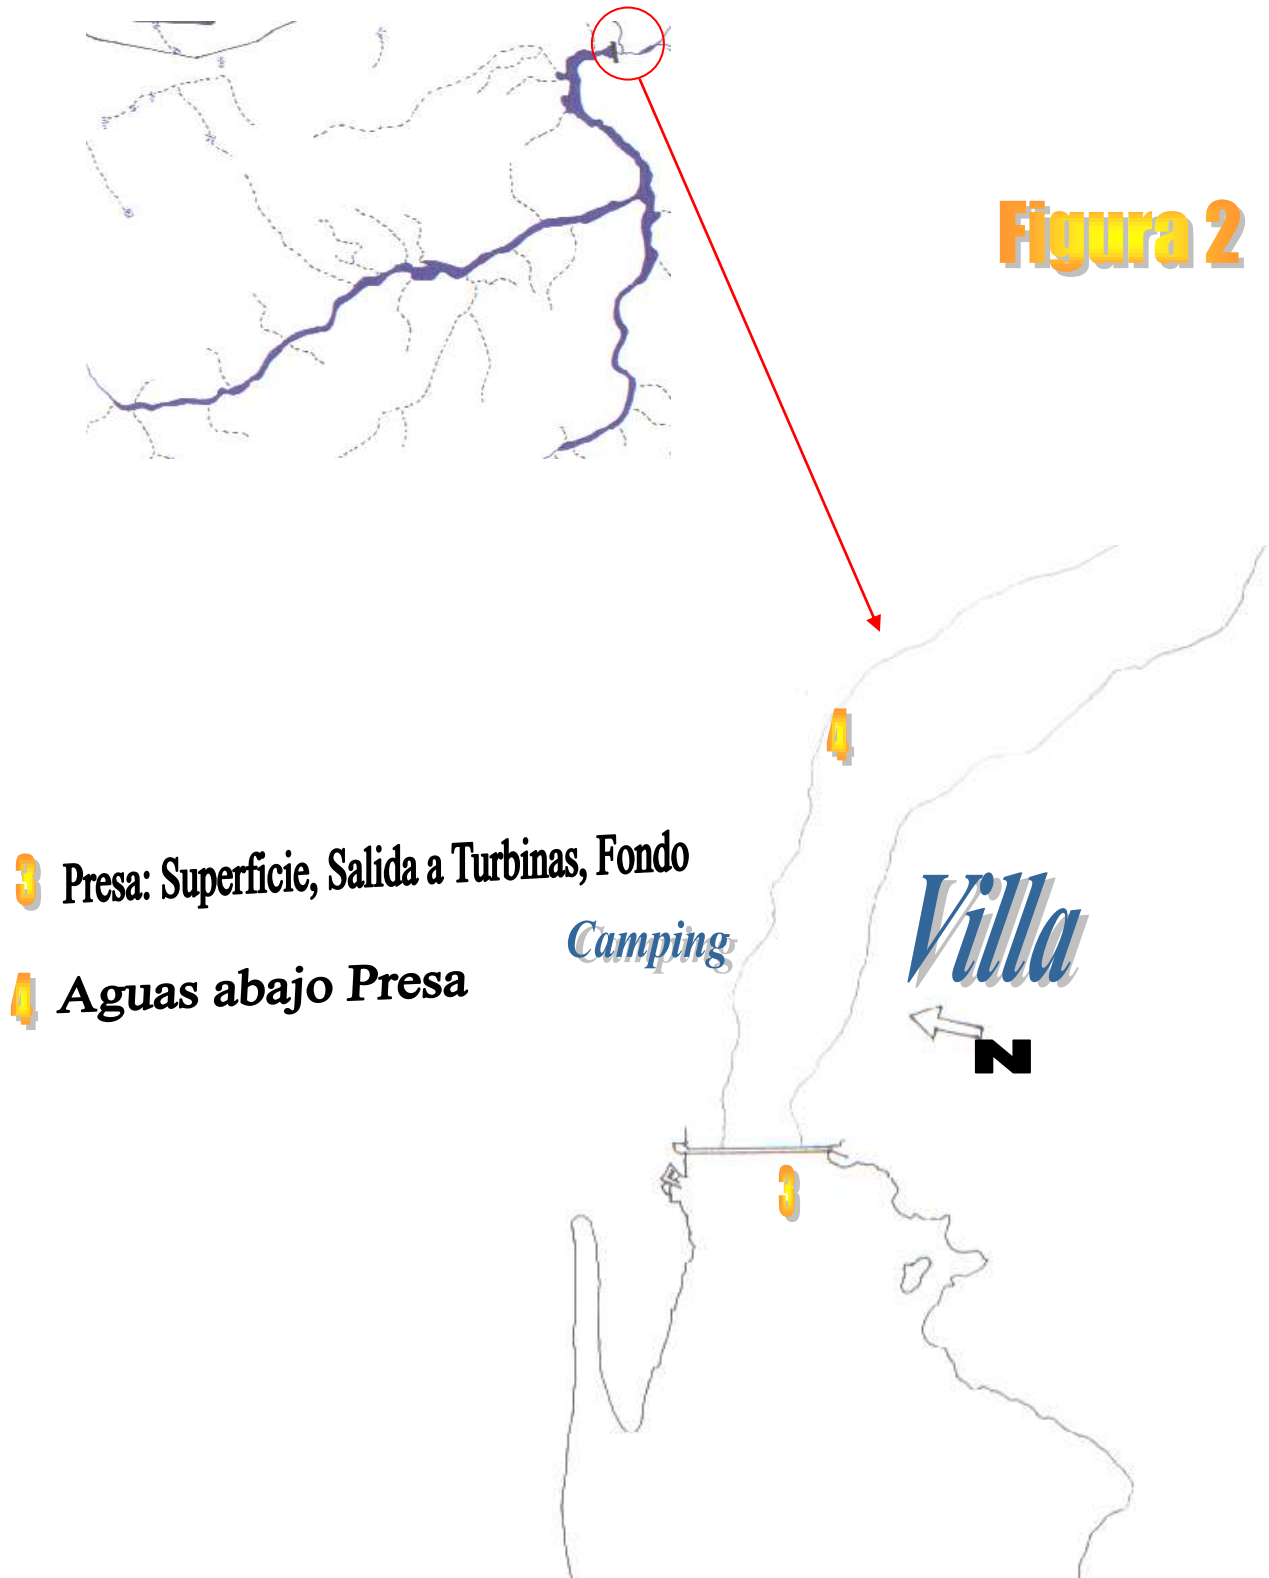 Figura 2
4
3 Presa: Superficie, Salida a Turbinas, Fondo
Villa
Camping
4 Aguas abajo Presa
N
3